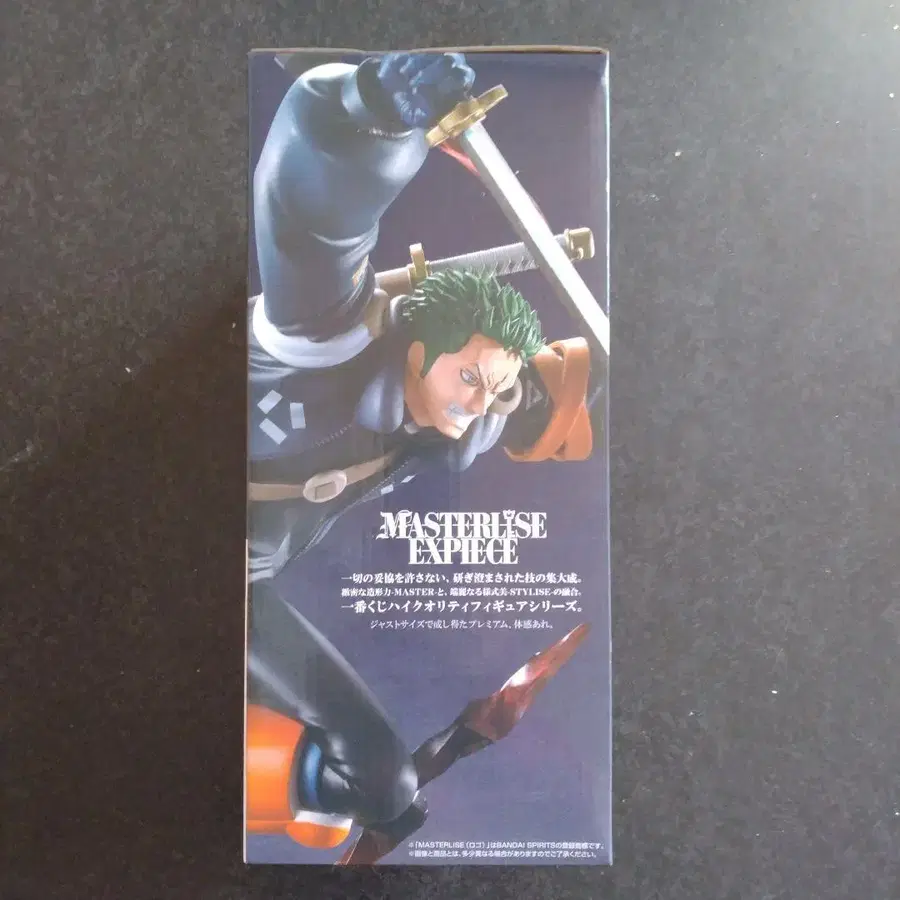 MASTERLISE
EXPIECE
一切の妥協を許さない、研ぎ澄まされた技の集大成。
緻密な造形力-MASTER-と、端麗なる様式美-STYLISE-の融合。
一番くじハイクオリティフィギュアシリーズ。
ジャストサイズで成し得たプレミアム、体感あれ。
※「MASTERLISE（ロゴ）」はBANDAI SPIRITSの登録商標です。
※画像と商品とは、多少異なる場合がありますのでご了承ください。